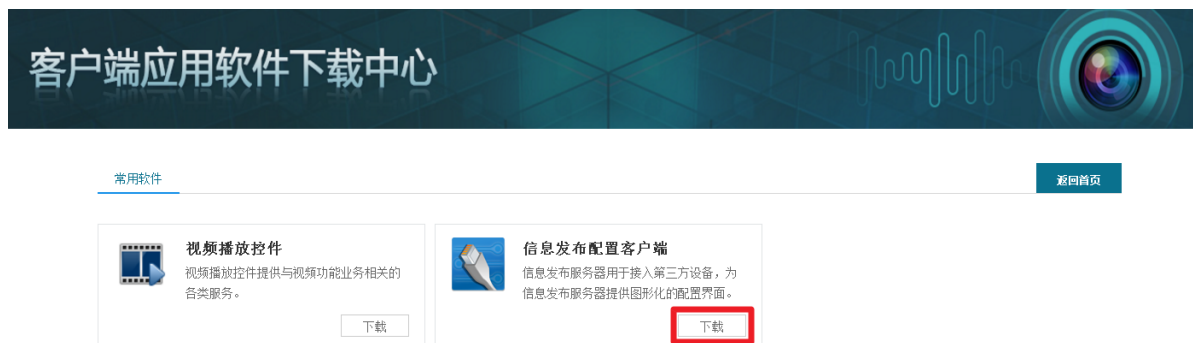 客户端应用软件下载中心
常用软件
返回首页
视频播放控件
视频播放控件提供与视频功能业务相关的
各类服务。
下载
信息发布配置客户端
信息发布服务器用于接入第三方设备，为
信息发布服务器提供图形化的配置界面。
下载